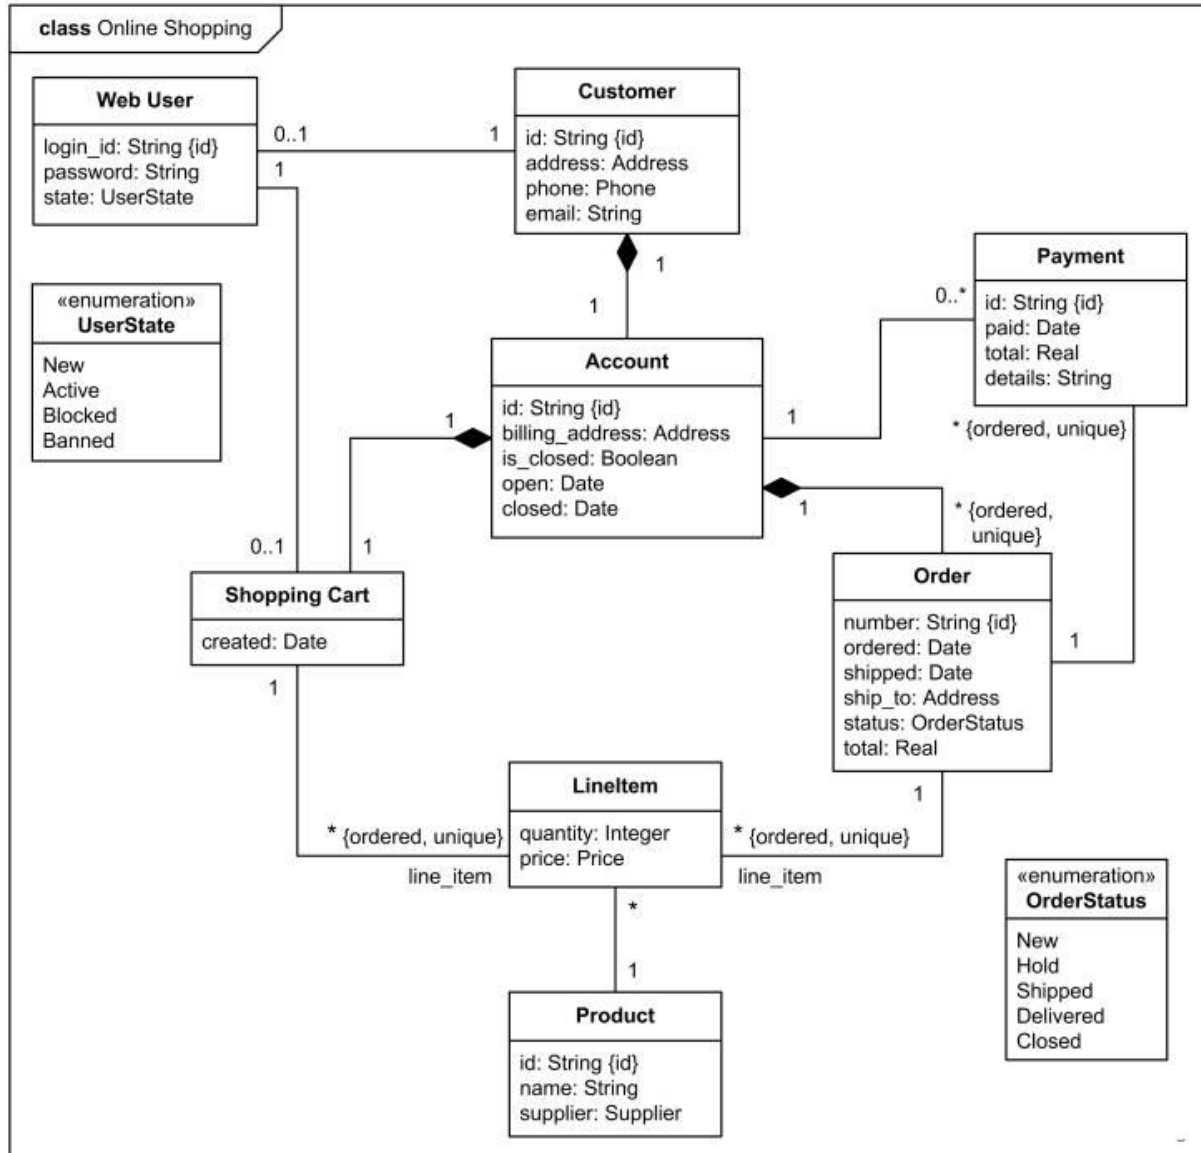 class Online Shopping
Web User
login_id: String {id}
password: String
state: UserState
0..1
1
1
Customer
id: String {id}
address: Address
phone: Phone
email: String
1
1
Payment
id: String {id}
paid: Date
total: Real
details: String
0..*
* {ordered, unique}
«enumeration»
UserState
New
Active
Blocked
Banned
Account
id: String {id}
billing_address: Address
is_closed: Boolean
open: Date
closed: Date
1
1
1
* {ordered,
unique}
0..1
1
Shopping Cart
created: Date
1
Order
number: String {id}
ordered: Date
shipped: Date
ship_to: Address
status: OrderStatus
total: Real
1
1
LineItem
quantity: Integer
price: Price
* {ordered, unique}
line_item
* {ordered, unique}
line_item
*
1
Product
id: String {id}
name: String
supplier: Supplier
«enumeration»
OrderStatus
New
Hold
Shipped
Delivered
Closed